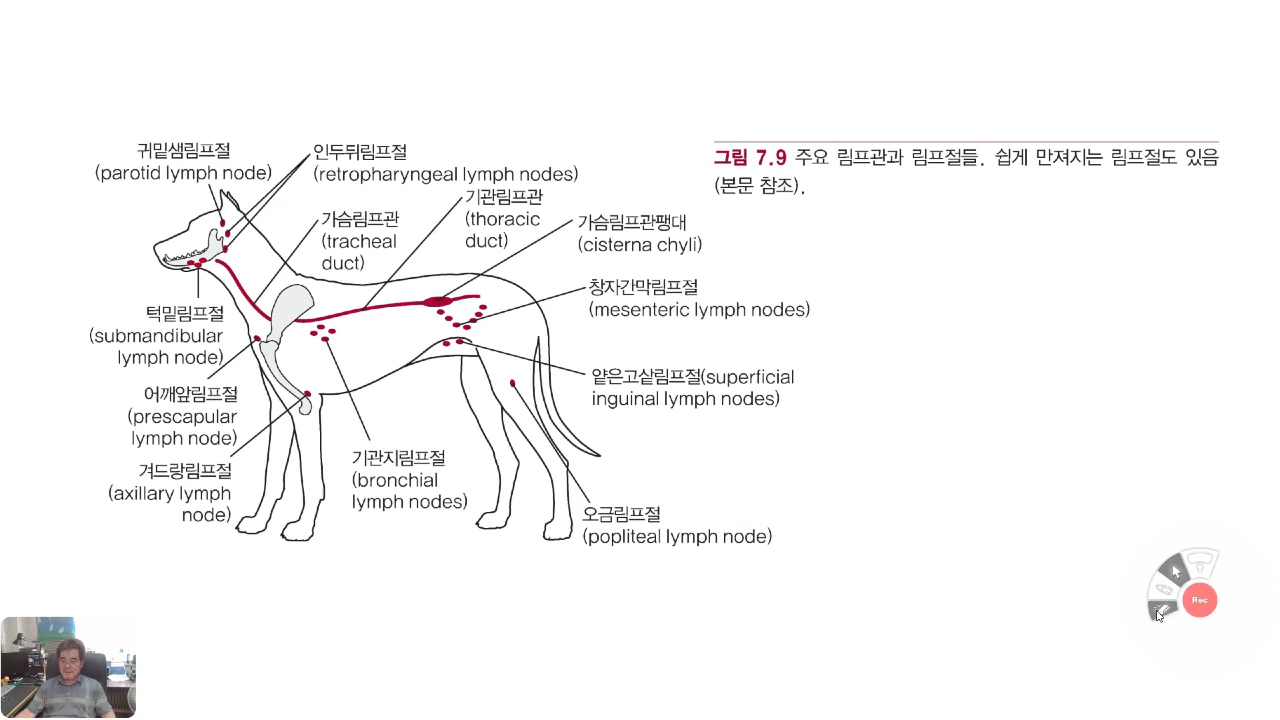 귀밑샘림프절
(parotid lymph node)
인두뒤림프절
(retropharyngeal lymph nodes)
가슴림프관
(tracheal
duct)
기관림프관
(thoracic
duct)
가슴림프관팽대
(cisterna chyli)
창자간막림프절
(mesenteric lymph nodes)
턱밑림프절
(submandibular
lymph node)
어깨앞림프절
(prescapular
lymph node)
겨드랑림프절
(axillary lymph
node)
기관지림프절
(bronchial
lymph nodes)
얕은고샅림프절(superficial
inguinal lymph nodes)
오금림프절
(popliteal lymph node)
그림 7.9 주요 림프관과 림프절들. 쉽게 만져지는 림프절도 있음
(본문 참조).
Rec